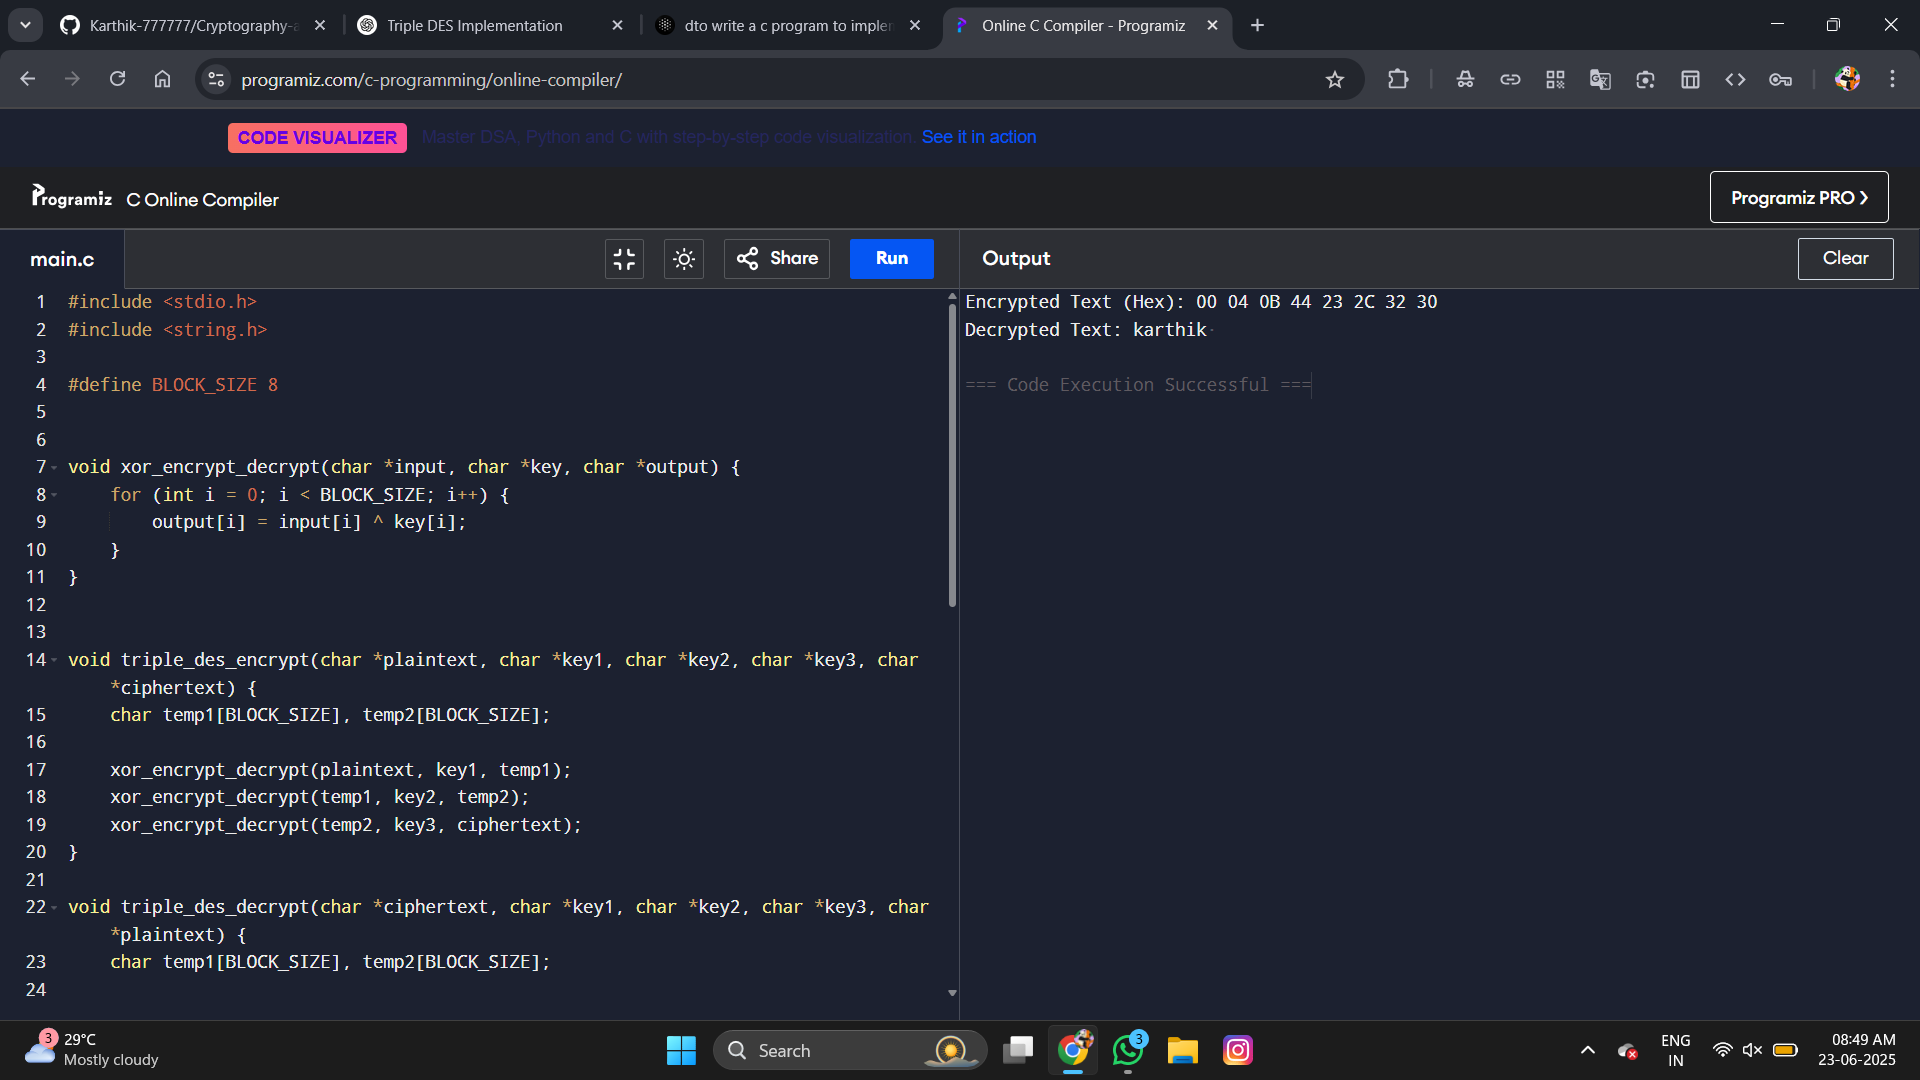 Karthik-777777/Cryptography-a
Triple DES Implementation
dto write a c program to implem
Online C Compiler - Programiz
programiz.com/c-programming/online-compiler/
CODE VISUALIZER Master DSA, Python and C with step-by-step code visualization. See it in action
Programiz C Online Compiler
Programiz PRO
main.c
Share
Run
Output
Clear
1 #include <stdio.h>
2 #include <string.h>
3
4 #define BLOCK_SIZE 8
5
6
7 void xor_encrypt_decrypt(char *input, char *key, char *output) {
8 for (int i = 0; i < BLOCK_SIZE; i++) {
9 output[i] = input[i] ^ key[i];
10 }
11 }
12
13
14 void triple_des_encrypt(char *plaintext, char *key1, char *key2, char *key3, char
*ciphertext) {
15 char temp1[BLOCK_SIZE], temp2[BLOCK_SIZE];
16
17 xor_encrypt_decrypt(plaintext, key1, temp1);
18 xor_encrypt_decrypt(temp1, key2, temp2);
19 xor_encrypt_decrypt(temp2, key3, ciphertext);
20 }
21
22 void triple_des_decrypt(char *ciphertext, char *key1, char *key2, char *key3, char
*plaintext) {
23 char temp1[BLOCK_SIZE], temp2[BLOCK_SIZE];
24
Encrypted Text (Hex): 00 04 0B 44 23 2C 32 30
Decrypted Text: karthik
=== Code Execution Successful ===
3
29°C
Mostly cloudy
Search
3
ENG
IN
08:49 AM
23-06-2025